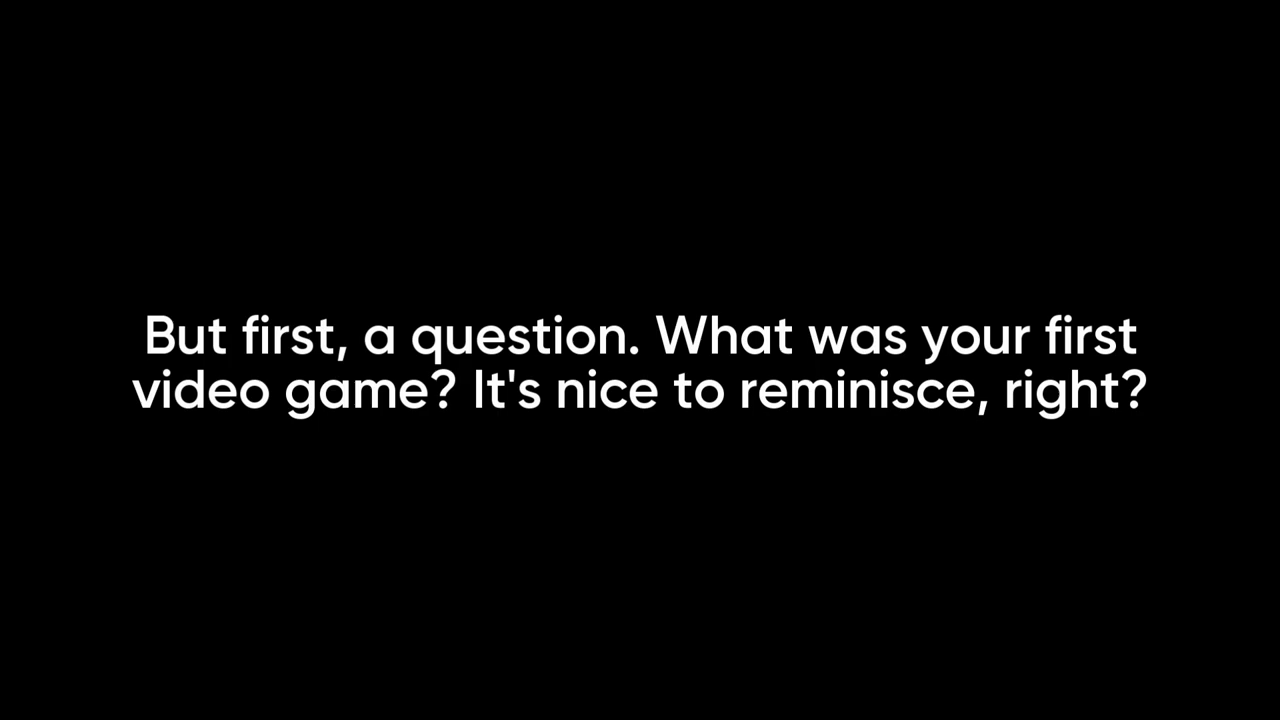 But first, a question. What was your first
video game? It's nice to reminisce, right?